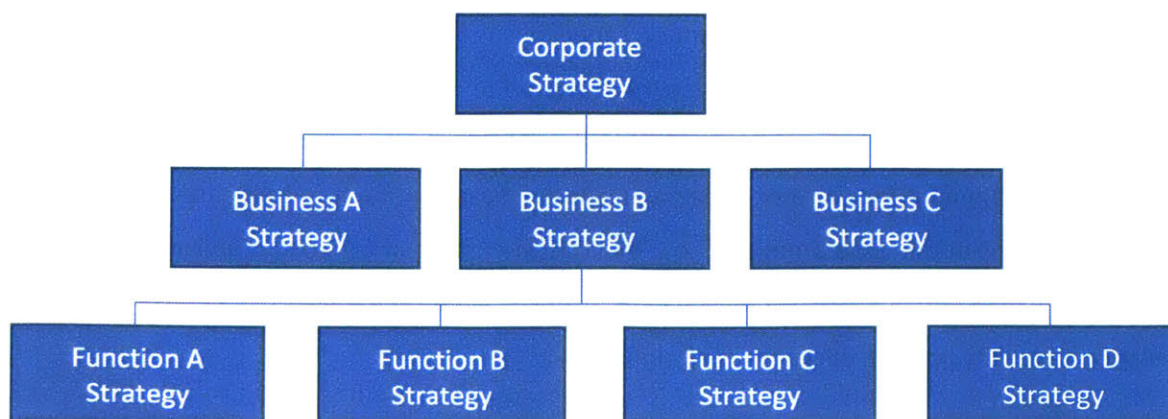 Corporate
Strategy
Business A
Strategy
Business B
Strategy
Business C
Strategy
Function A
Strategy
Function B
Strategy
Function C
Strategy
Function D
Strategy